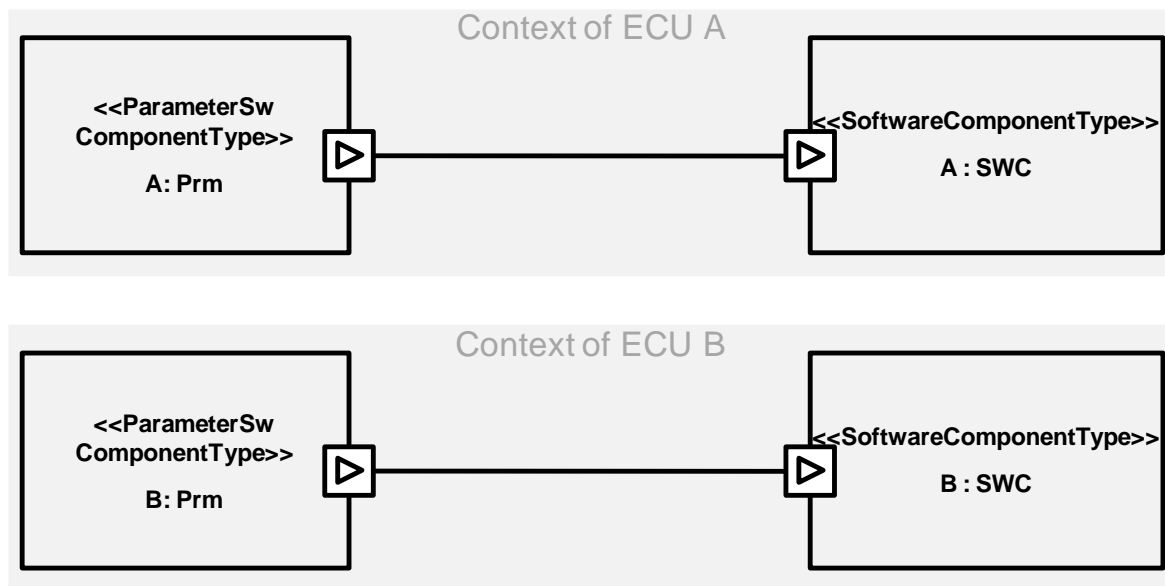 Context of ECU A
<<ParameterSw
ComponentType>>
A: Prm
<<SoftwareComponentType>>
A : SWC
Context of ECU B
<<ParameterSw
ComponentType>>
B: Prm
<<SoftwareComponentType>>
B : SWC